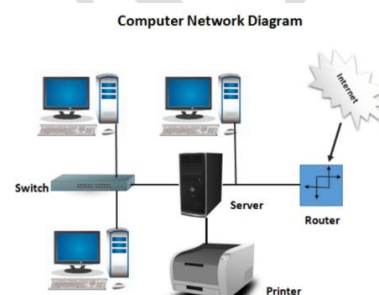 Computer Network Diagram
Internet
Switch
Server
Router
Printer